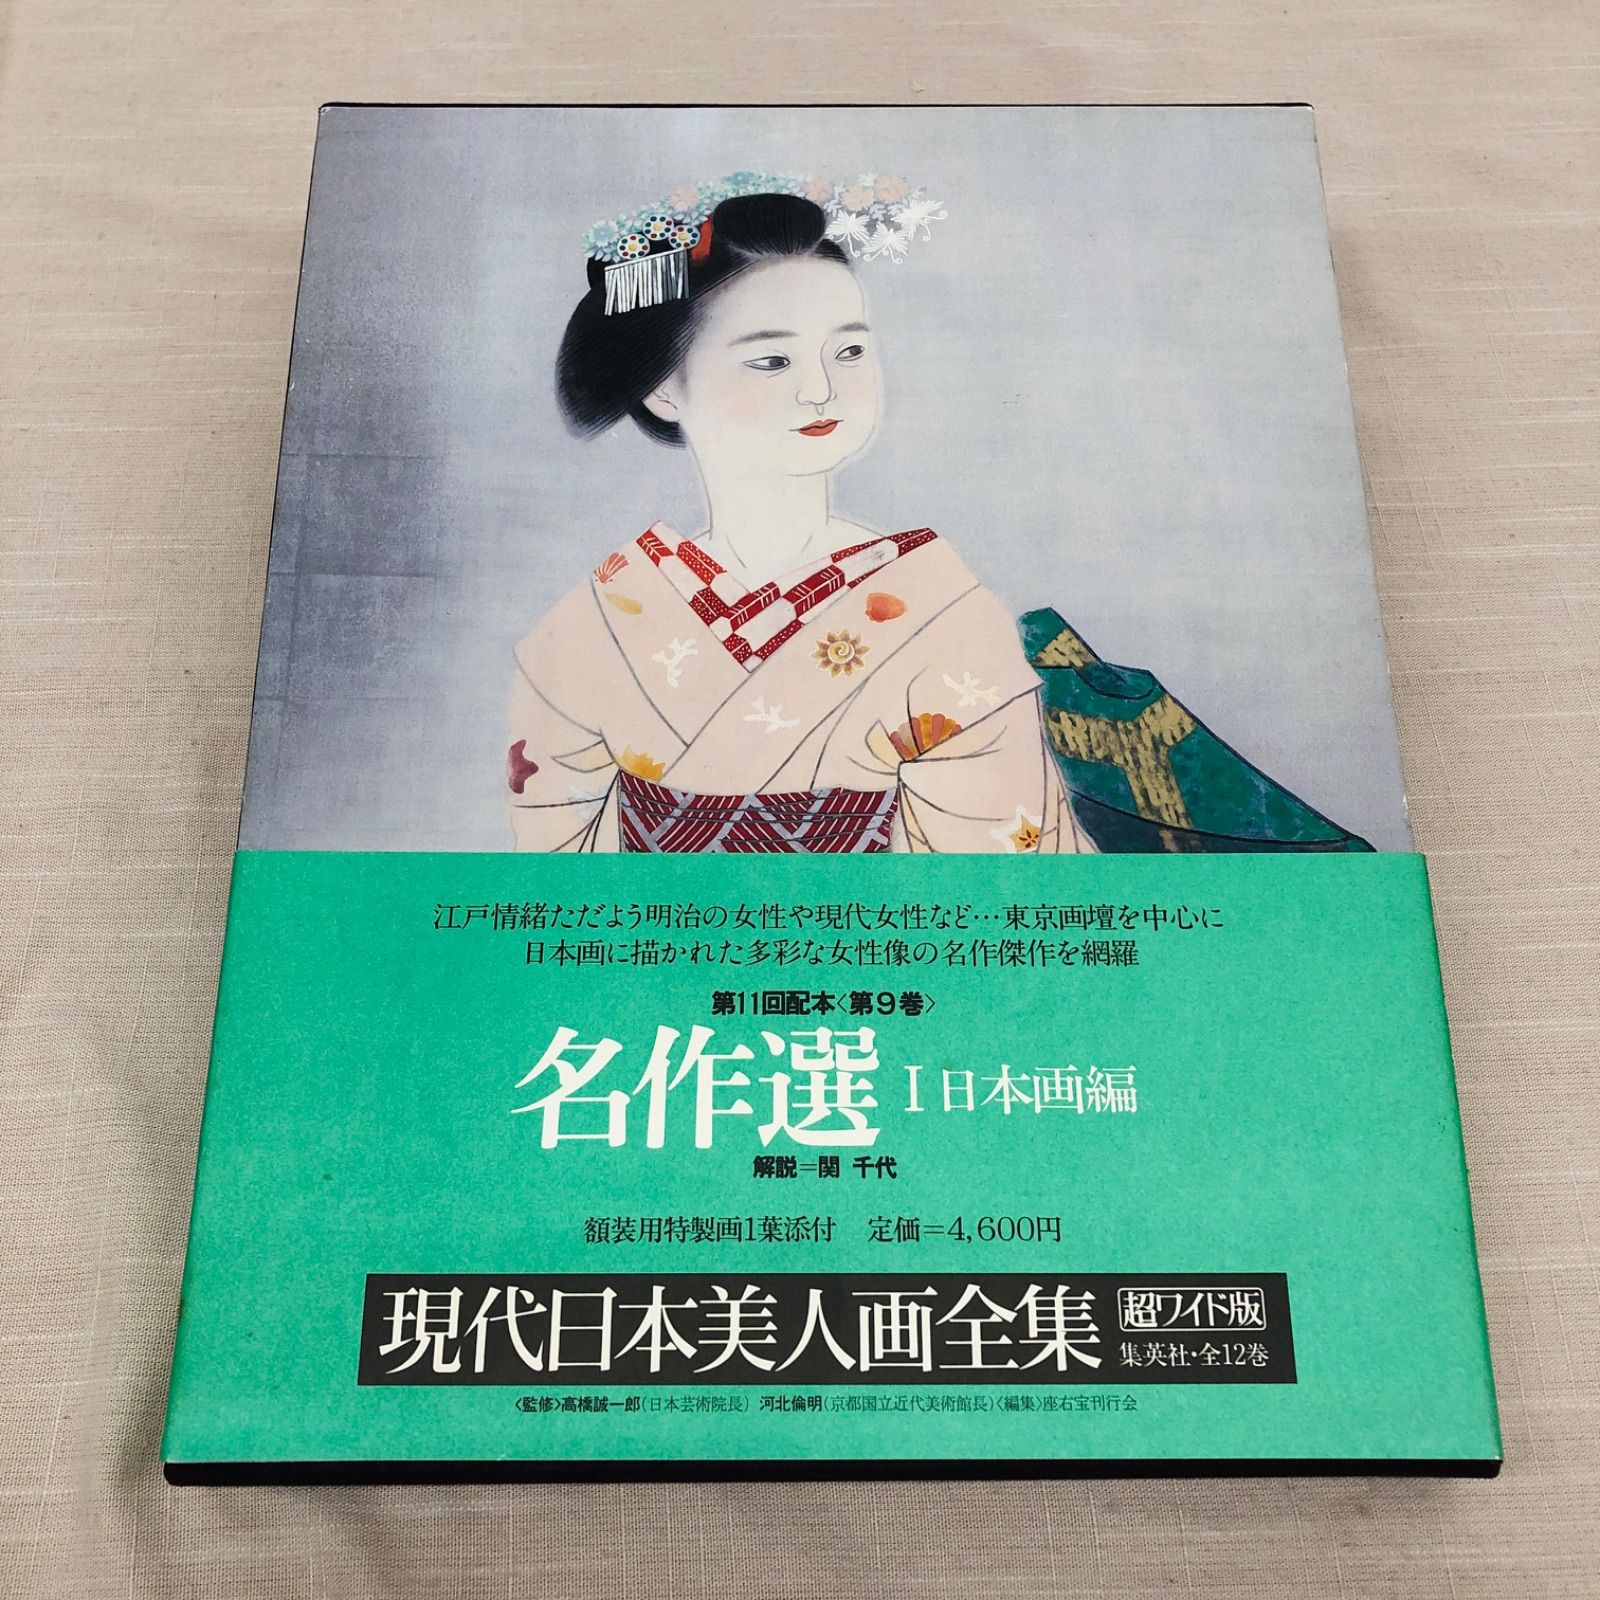 江戸情緒ただよう明治の女性や現代女性など…東京画壇を中心に
日本画に描かれた多彩な女性像の名作傑作を網羅
第11回配本〈第9巻〉
名作選 I 日本画編
解説=関 千代
額装用特製画1葉添付 定価=4,600円
現代日本美人画全集 超ワイド版
集英社・全12巻
〈監修〉高橋誠一郎(日本芸術院長) 河北倫明(京都国立近代美術館長)〈編集〉座右宝刊行会